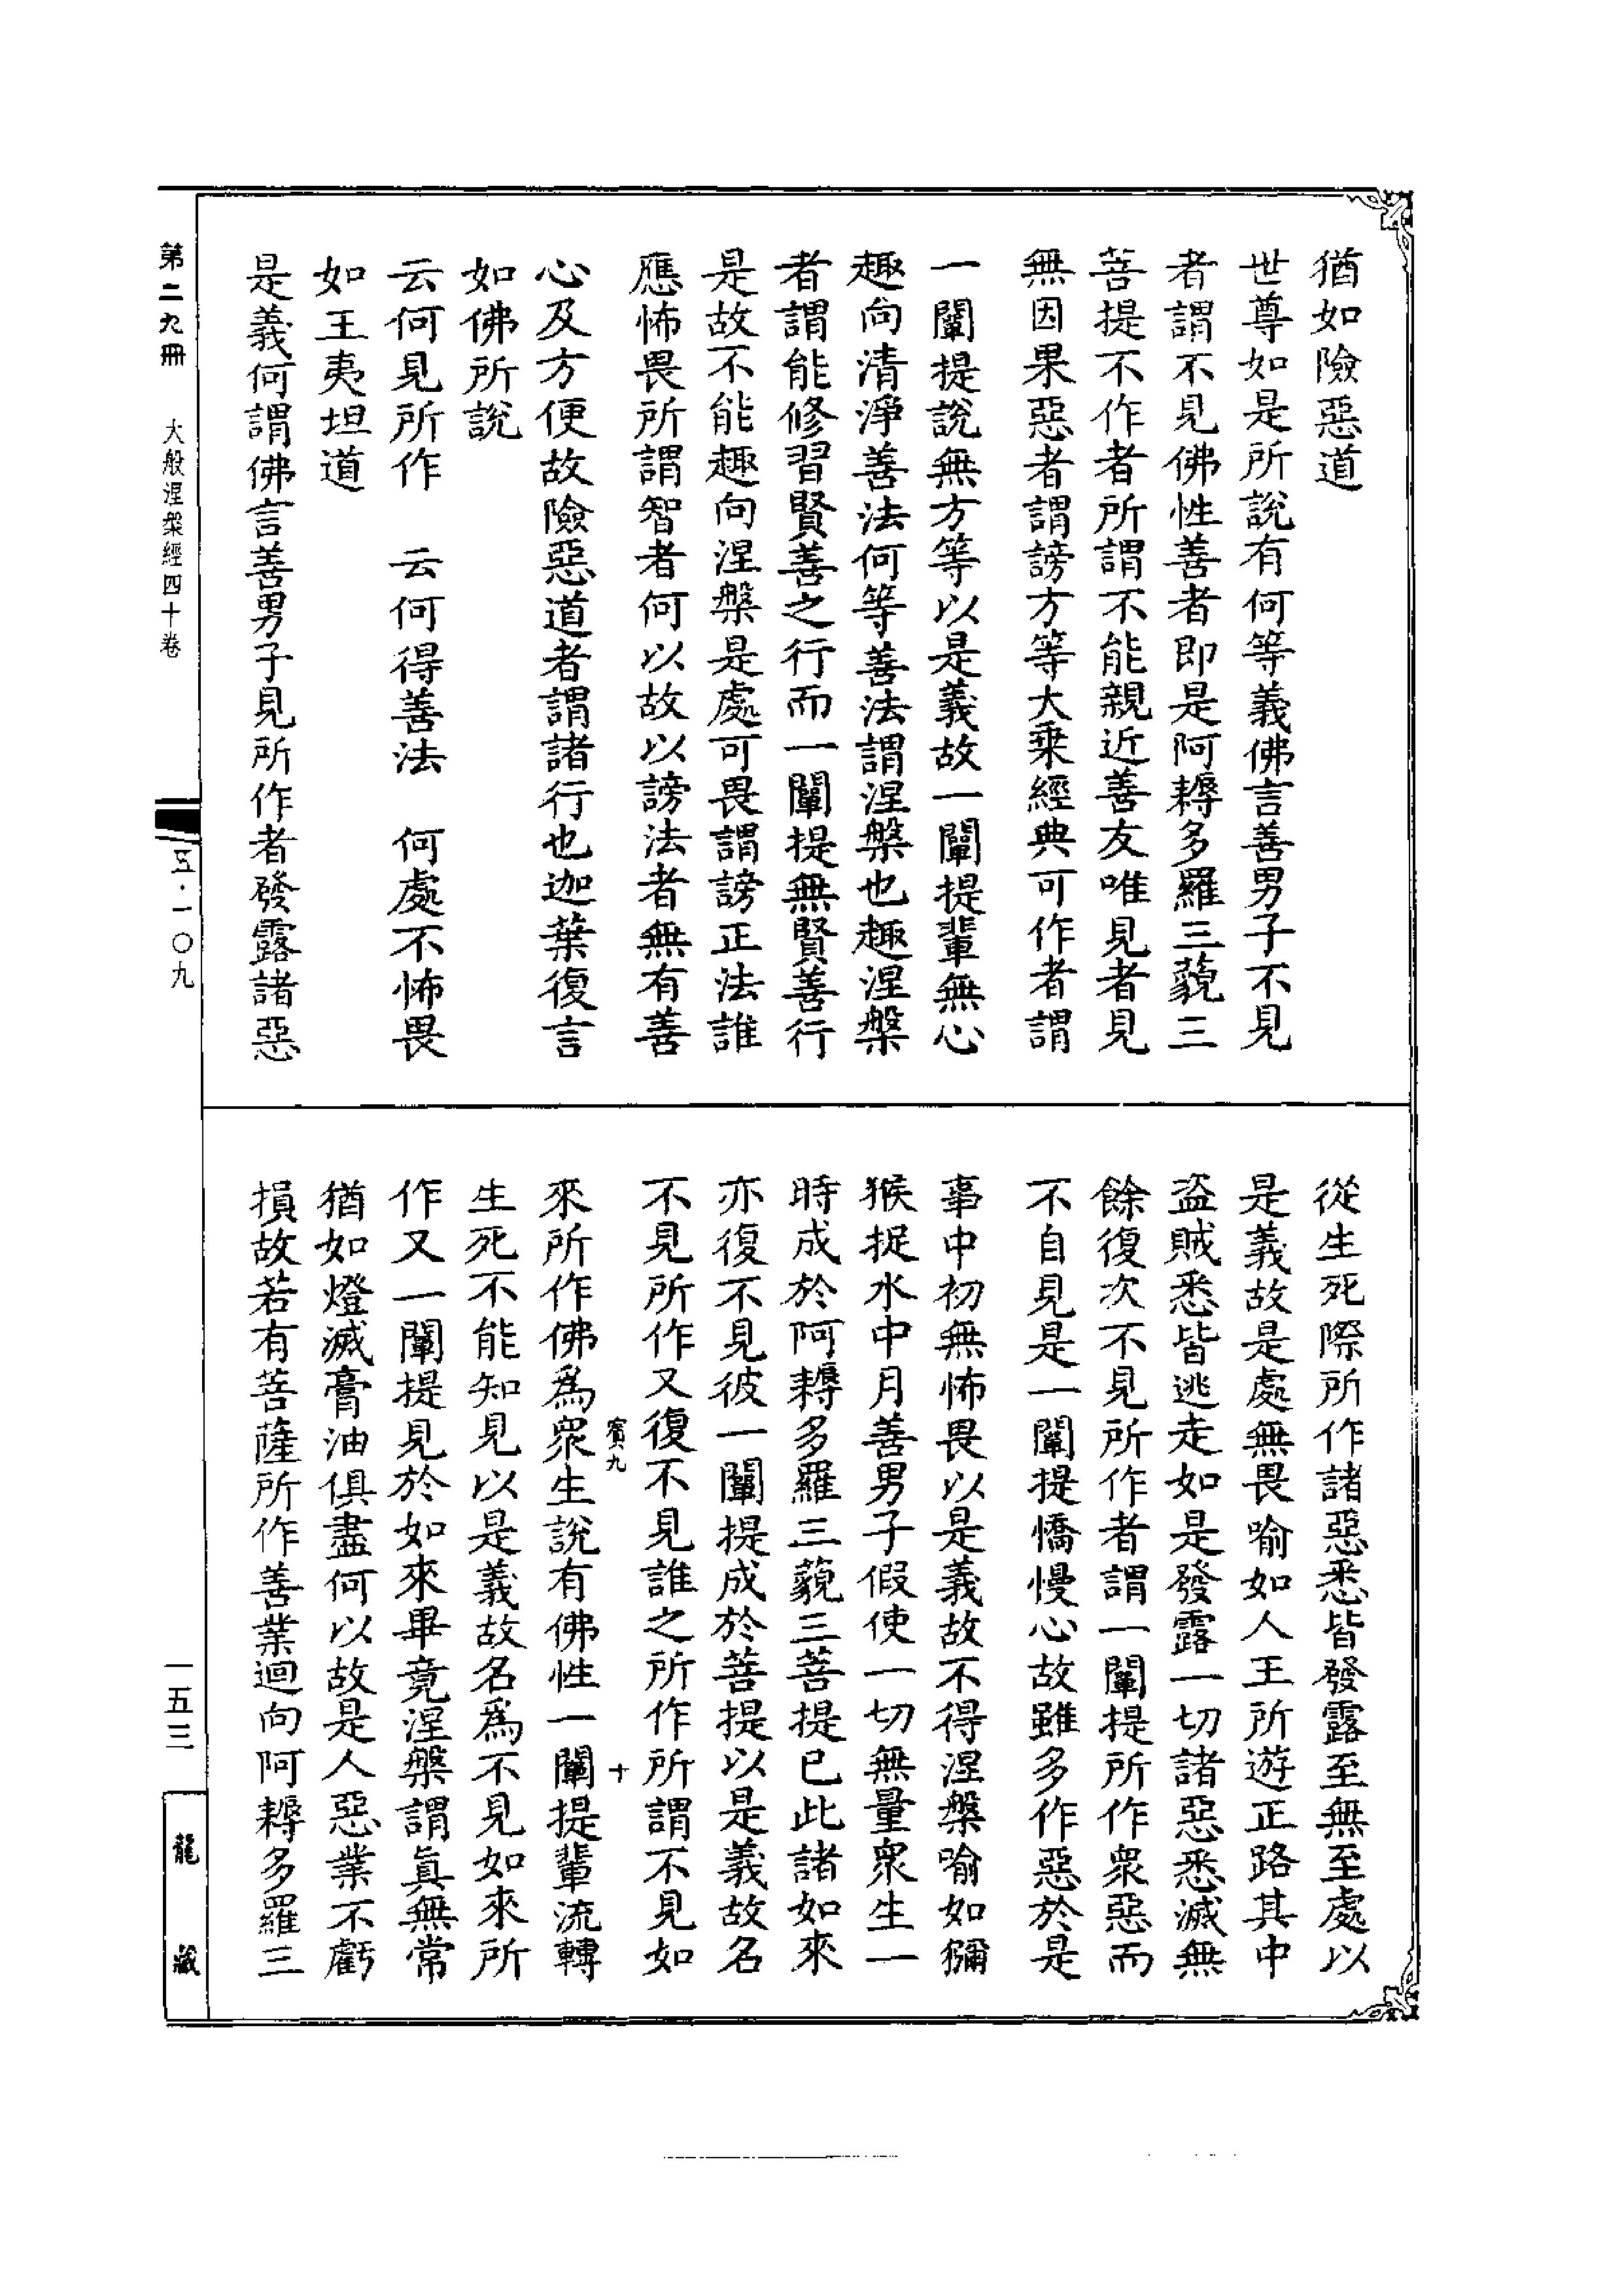 猶如險惡道
世尊如是所說有何等義佛言善男子不見
者謂不見佛性善者即是阿耨多羅三藐三
菩提不作者所謂不能親近善友唯見者見
無因果惡者謂謗方等大乘經典可作者謂
一闡提說無方等以是義故一闡提輩無心
趣向清淨善法何等善法謂涅槃也趣涅槃
者謂能修習賢善之行而一闡提無賢善行
是故不能趣向涅槃是處可畏謂謗正法誰
應怖畏所謂智者何以故以謗法者無有善
心及方便故險惡道者謂諸行也迦葉復言
如佛所說
云何見所作　云何得善法　何處不怖畏
如王夷坦道
是義何謂佛言善男子見所作者發露諸惡
從生死際所作諸惡悉皆發露至無至處以
是義故是處無畏喻如人王所遊正路其中
盜賊悉皆逃走如是發露一切諸惡悉滅無
餘復次不見所作者謂一闡提所作衆惡而
不自見是一闡提憍慢心故雖多作惡於是
事中初無怖畏以是義故不得涅槃喻如獼
猴捉水中月善男子假使一切無量衆生一
時成於阿耨多羅三藐三菩提已此諸如來
亦復不見彼一闡提成於菩提以是義故名
不見所作又復不見誰之所作所謂不見如
賓九
十
來所作佛爲衆生說有佛性一闡提輩流轉
生死不能知見以是義故名爲不見如來所
作又一闡提見於如來畢竟涅槃謂真無常
猶如燈滅膏油俱盡何以故是人惡業不虧
損故若有菩薩所作善業迴向阿耨多羅三
第二九冊　大般涅槃經四十卷
五·一〇九
一五三
龍藏